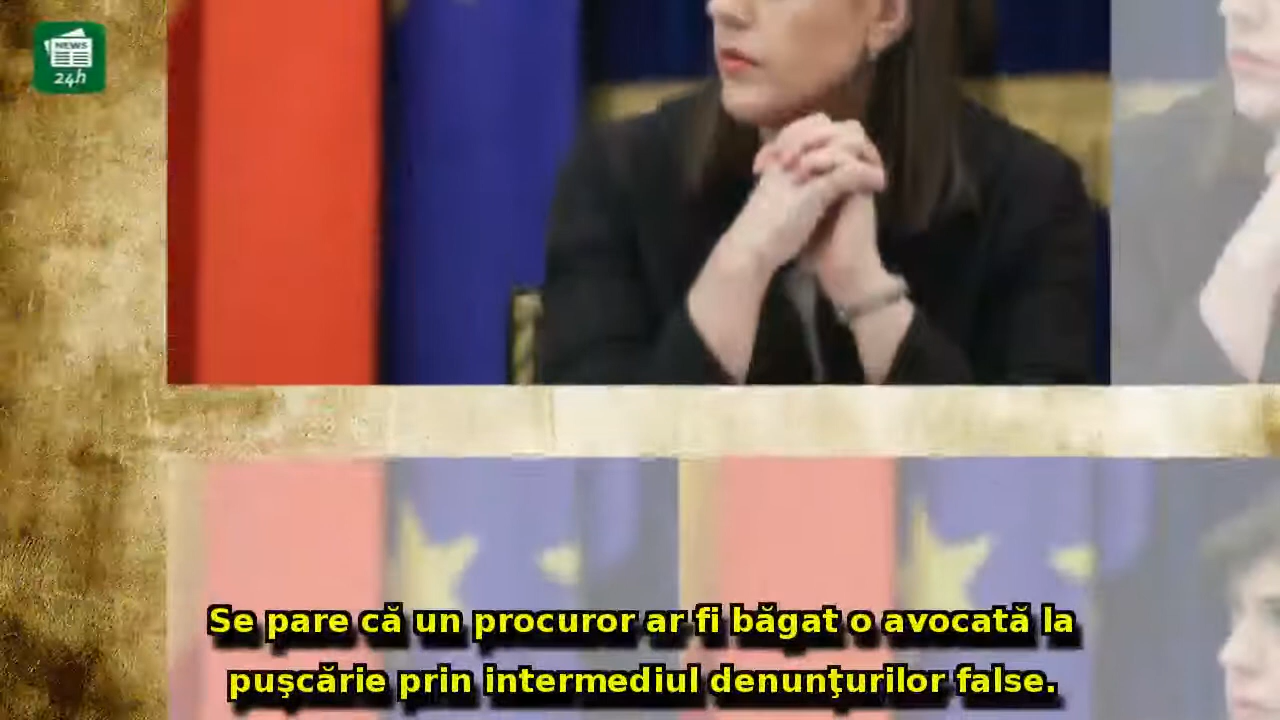 NEWS
24h
Se pare că un procuror ar fi băgat o avocată la
puşcărie prin intermediul denunţurilor false.